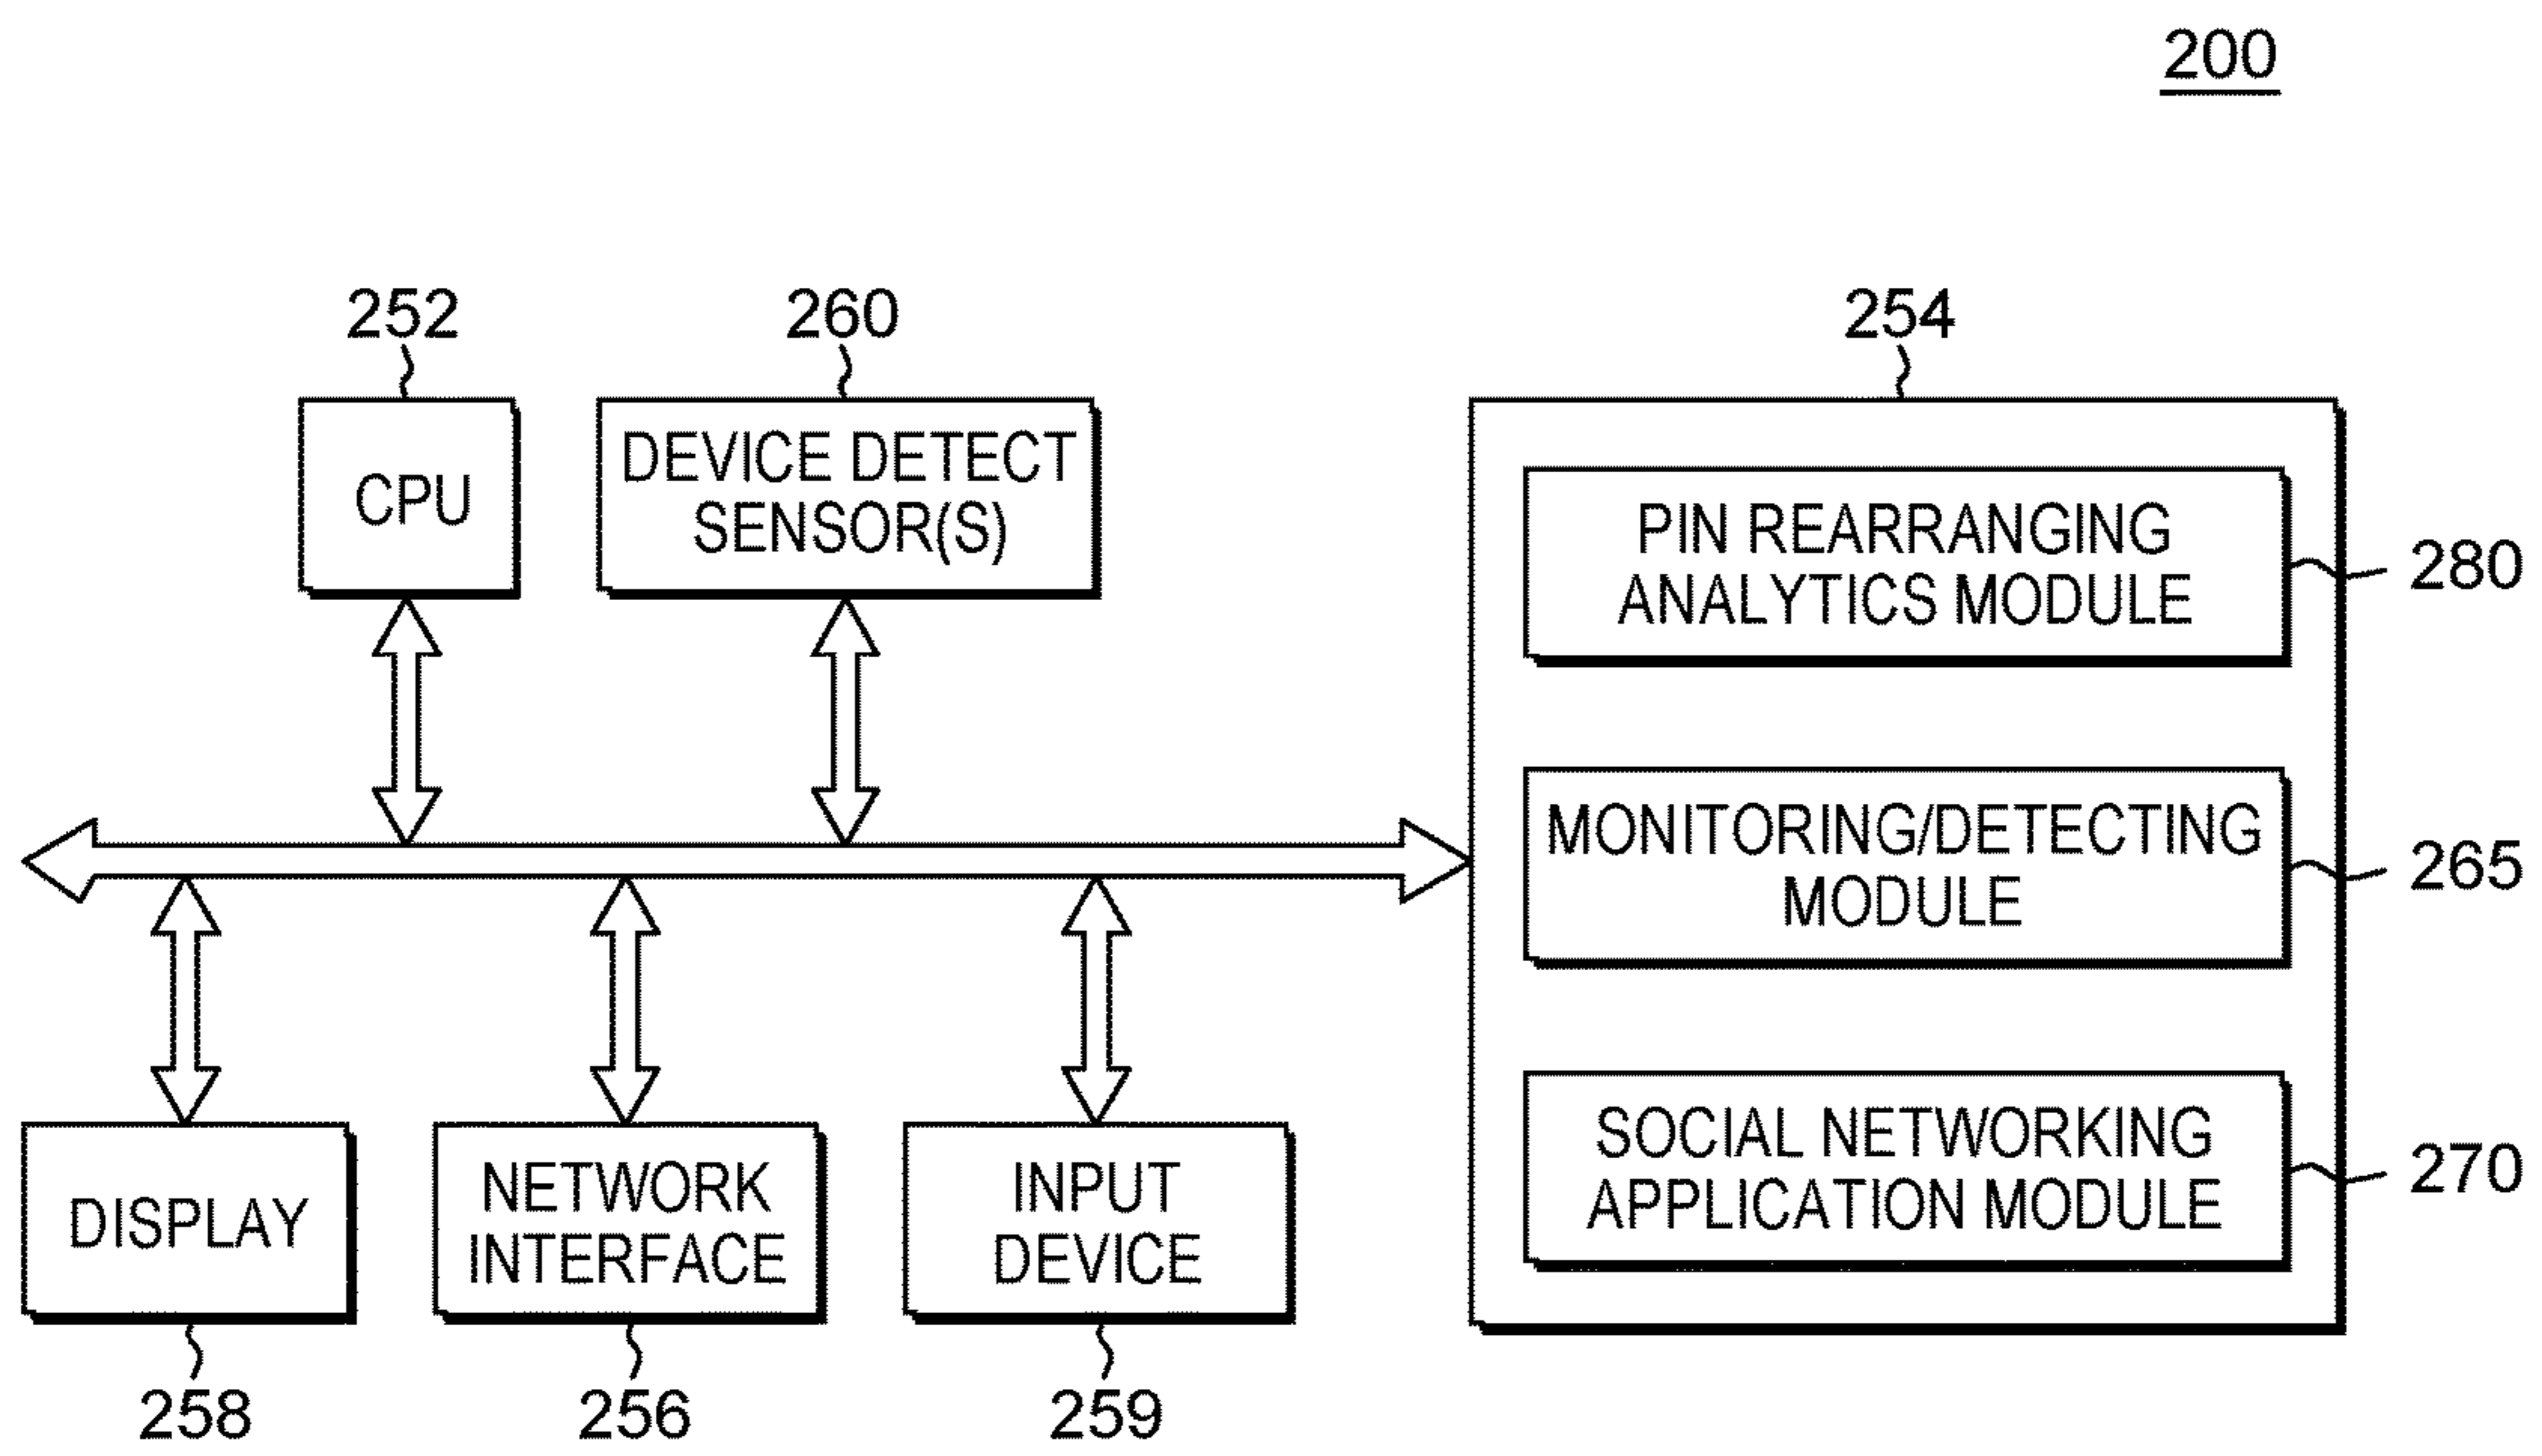 200
252
260
254
CPU
DEVICE DETECT
SENSOR(S)
PIN REARRANGING
ANALYTICS MODULE
280
MONITORING/DETECTING
MODULE
265
SOCIAL NETWORKING
APPLICATION MODULE
270
DISPLAY
NETWORK
INTERFACE
INPUT
DEVICE
258
256
259